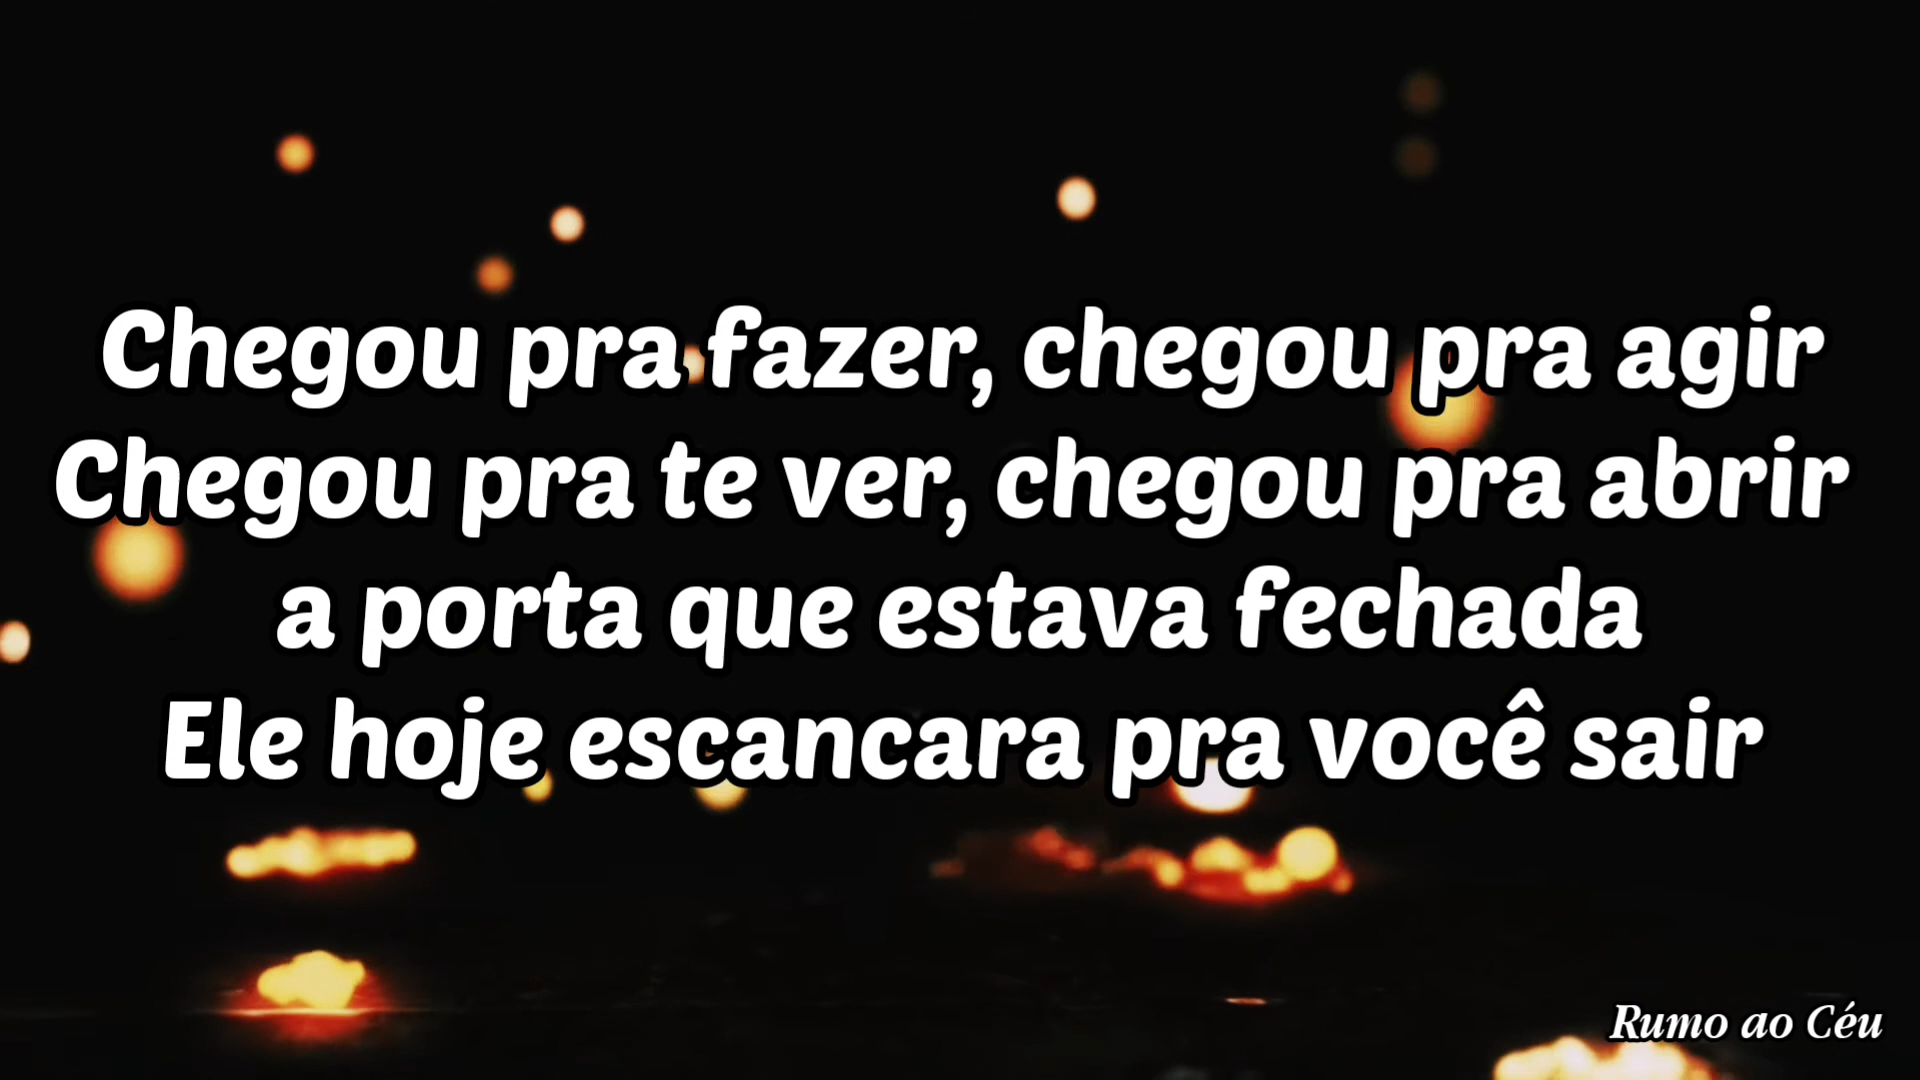 Chegou pra fazer, chegou pra agir
Chegou pra te ver, chegou pra abrir
a porta que estava fechada
Ele hoje escancara pra você sair
Rumo ao Céu